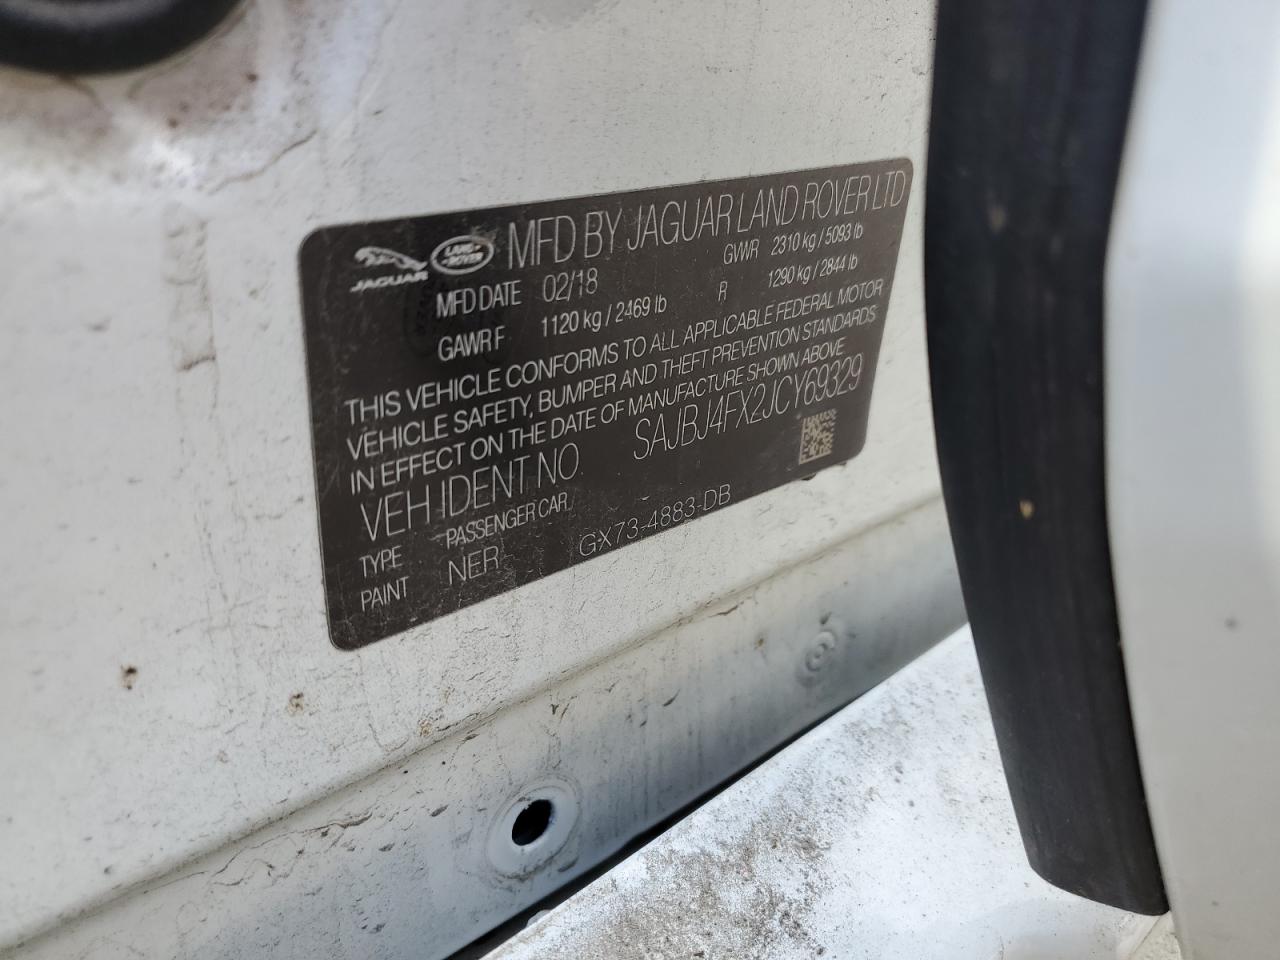 JAGUAR LAND ROVER MFD BY JAGUAR LAND ROVER LTD
MFD DATE 02/18 GVWR 2310 kg / 5093 lb
GAWR F 1120 kg / 2469 lb R 1290 kg / 2844 lb
THIS VEHICLE CONFORMS TO ALL APPLICABLE FEDERAL MOTOR
VEHICLE SAFETY, BUMPER AND THEFT PREVENTION STANDARDS
IN EFFECT ON THE DATE OF MANUFACTURE SHOWN ABOVE
VEH IDENT NO. SAJBJ4FX2JCY69329
TYPE PASSENGER CAR
PAINT NER GX73-4883-DB